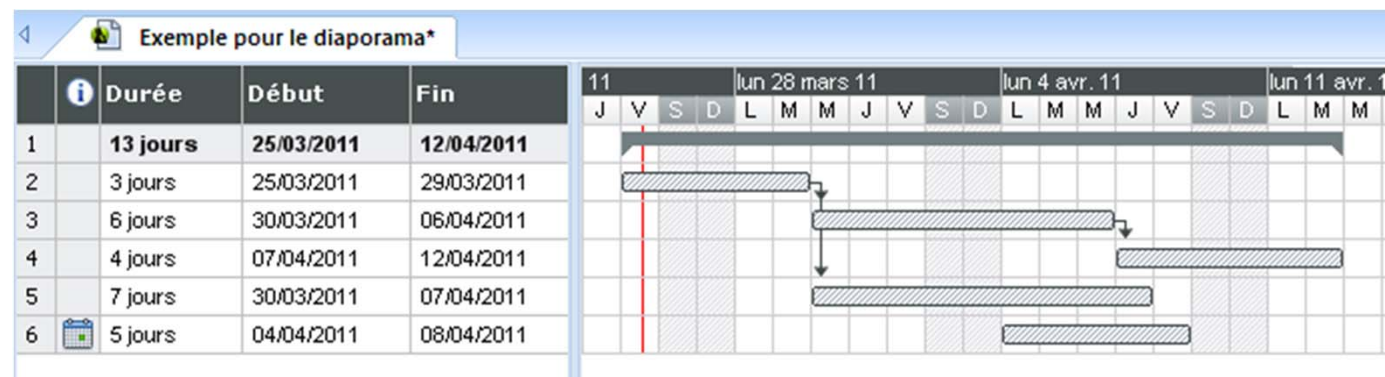 Exemple pour le diaporama*
Durée Début Fin
11 lun 28 mars 11 lun 4 avr. 11 lun 11 avr. 1
J V S D L M M J V S D L M M J V S D L M M
1 13 jours 25/03/2011 12/04/2011
2 3 jours 25/03/2011 29/03/2011
3 6 jours 30/03/2011 06/04/2011
4 4 jours 07/04/2011 12/04/2011
5 7 jours 30/03/2011 07/04/2011
6 5 jours 04/04/2011 08/04/2011